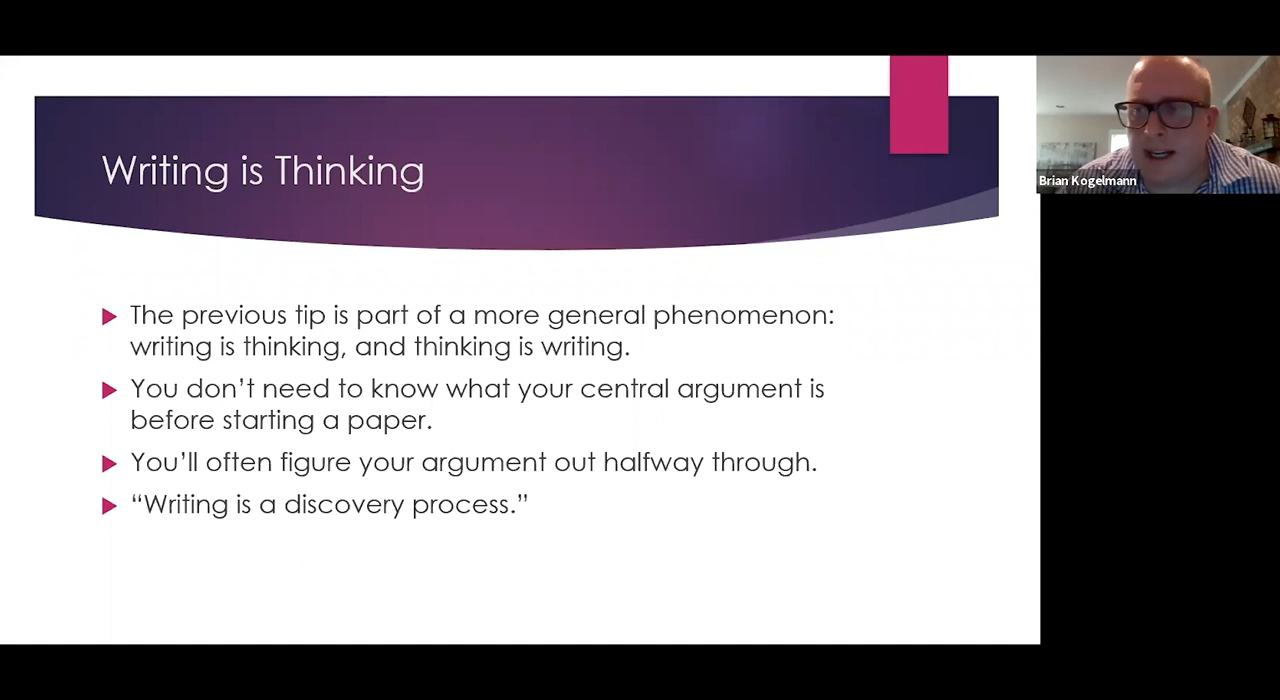 Writing is Thinking
Brian Kogelmann
The previous tip is part of a more general phenomenon:
writing is thinking, and thinking is writing.
You don’t need to know what your central argument is
before starting a paper.
You’ll often figure your argument out halfway through.
“Writing is a discovery process.”